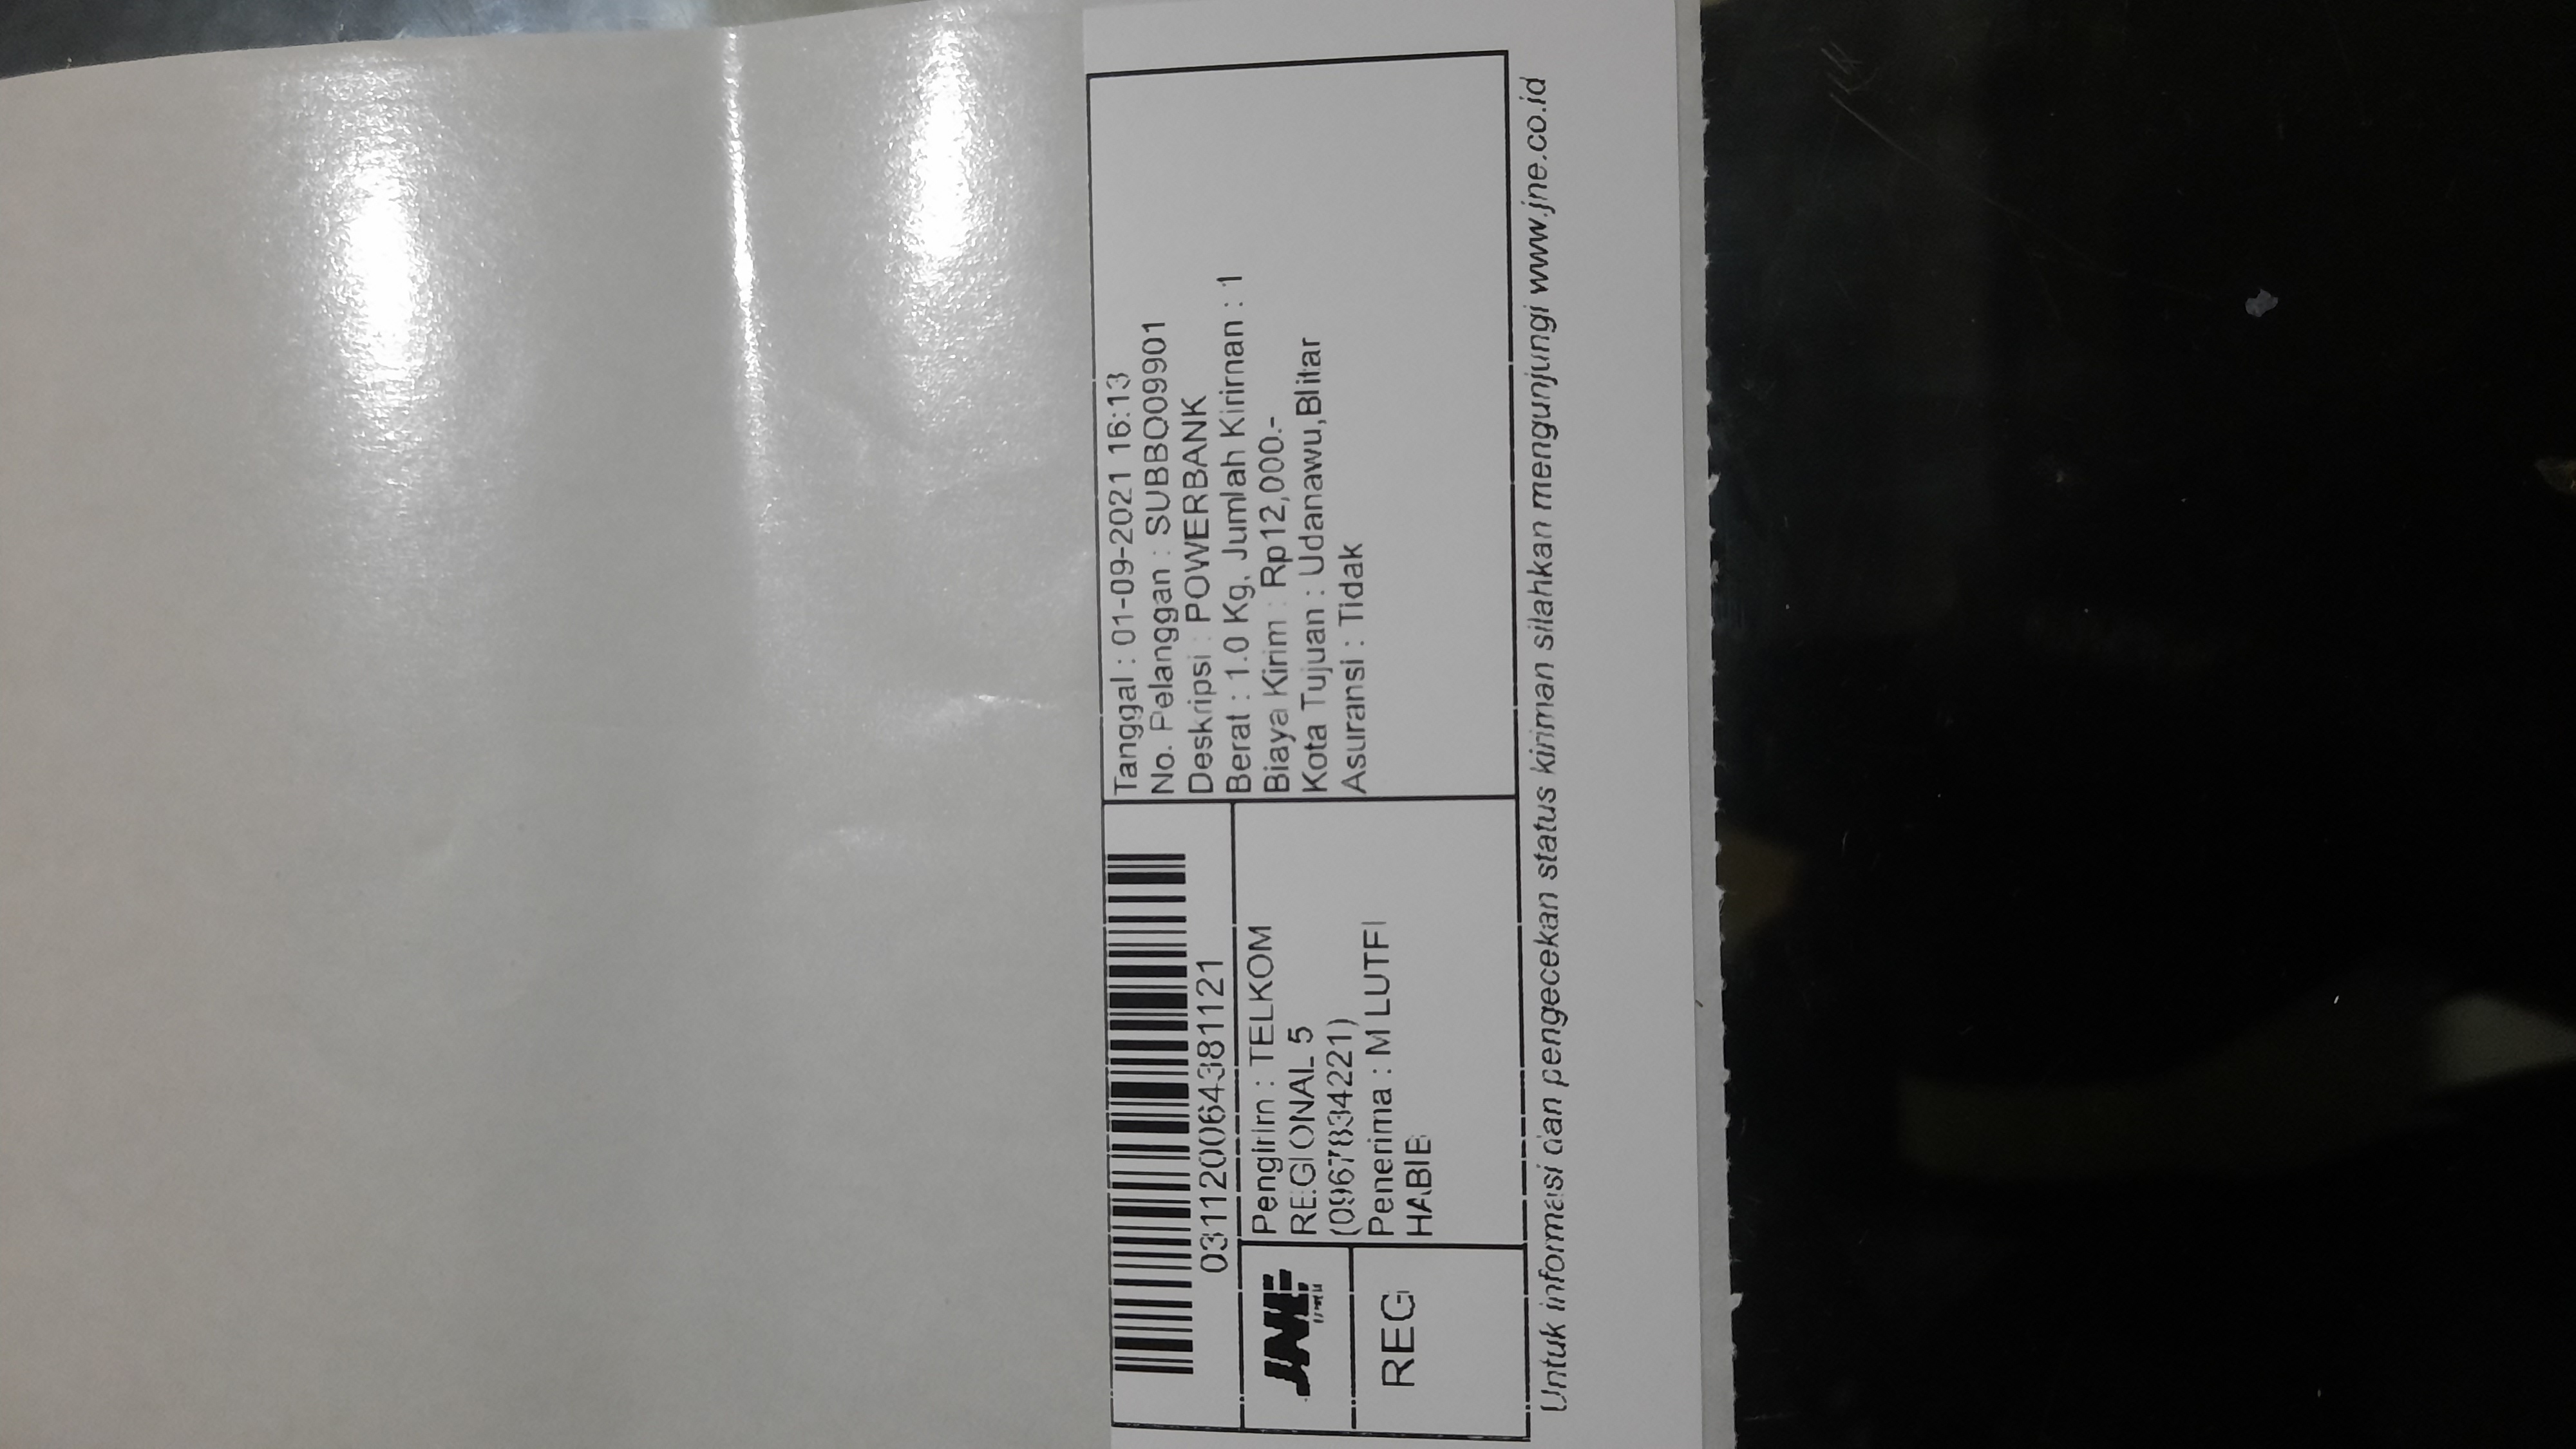 031120064381121
JNE
REG
Pengirim : TELKOM
REGIONAL 5
(0967834221)
Penerima : M LUTFI
HABIB
Tanggal : 01-09-2021 16:13
No. Pelanggan : SUBBO09901
Deskripsi : POWERBANK
Berat : 1.0 Kg, Jumlah Kiriman : 1
Biaya Kirim : Rp12,000.-
Kota Tujuan : Udanawu,Blitar
Asuransi : Tidak
Untuk informasi dan pengecekan status kiriman silahkan mengunjungi www.jne.co.id